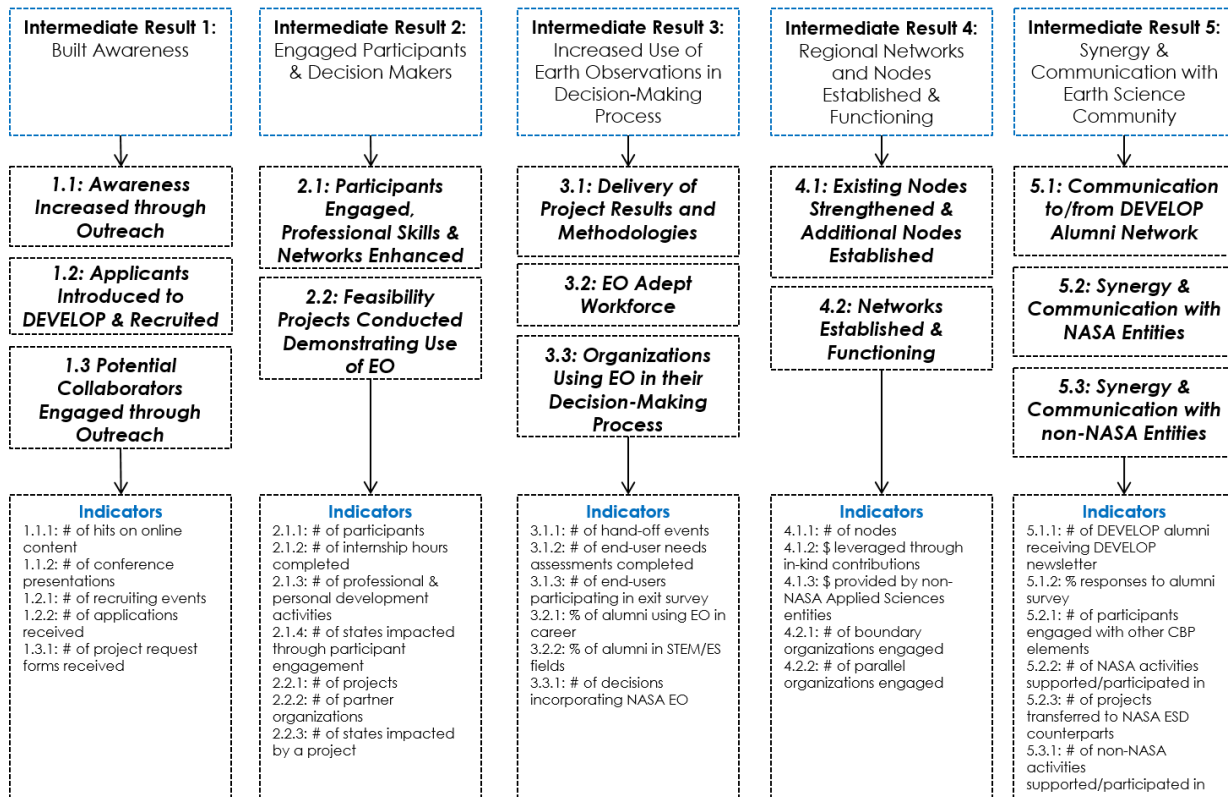 Intermediate Result 1:
Built Awareness
Intermediate Result 2:
Engaged Participants
& Decision Makers
Intermediate Result 3:
Increased Use of
Earth Observations in
Decision-Making
Process
Intermediate Result 4:
Regional Networks
and Nodes
Established &
Functioning
Intermediate Result 5:
Synergy &
Communication with
Earth Science
Community
1.1: Awareness
Increased through
Outreach
1.2: Applicants
Introduced to
DEVELOP & Recruited
1.3 Potential
Collaborators
Engaged through
Outreach
2.1: Participants
Engaged,
Professional Skills &
Networks Enhanced
2.2: Feasibility
Projects Conducted
Demonstrating Use
of EO
3.1: Delivery of
Project Results and
Methodologies
3.2: EO Adept
Workforce
3.3: Organizations
Using EO in their
Decision-Making
Process
4.1: Existing Nodes
Strengthened &
Additional Nodes
Established
4.2: Networks
Established &
Functioning
5.1: Communication
to/from DEVELOP
Alumni Network
5.2: Synergy &
Communication with
NASA Entities
5.3: Synergy &
Communication with
non-NASA Entities
Indicators
1.1.1: # of hits on online
content
1.1.2: # of conference
presentations
1.2.1: # of recruiting events
1.2.2: # of applications
received
1.3.1: # of project request
forms received
Indicators
2.1.1: # of participants
2.1.2: # of internship hours
completed
2.1.3: # of professional &
personal development
activities
2.1.4: # of states impacted
through participant
engagement
2.2.1: # of projects
2.2.2: # of partner
organizations
2.2.3: # of states impacted
by a project
Indicators
3.1.1: # of hand-off events
3.1.2: # of end-user needs
assessments completed
3.1.3: # of end-users
participating in exit survey
3.2.1: % of alumni using EO in
career
3.2.2: % of alumni in STEM/ES
fields
3.3.1: # of decisions
incorporating NASA EO
Indicators
4.1.1: # of nodes
4.1.2: $ leveraged through
in-kind contributions
4.1.3: $ provided by non-
NASA Applied Sciences
entities
4.2.1: # of boundary
organizations engaged
4.2.2: # of parallel
organizations engaged
Indicators
5.1.1: # of DEVELOP alumni
receiving DEVELOP
newsletter
5.1.2: % responses to alumni
survey
5.2.1: # of participants
engaged with other CBP
elements
5.2.2: # of NASA activities
supported/participated in
5.2.3: # of projects
transferred to NASA ESD
counterparts
5.3.1: # of non-NASA
activities
supported/participated in